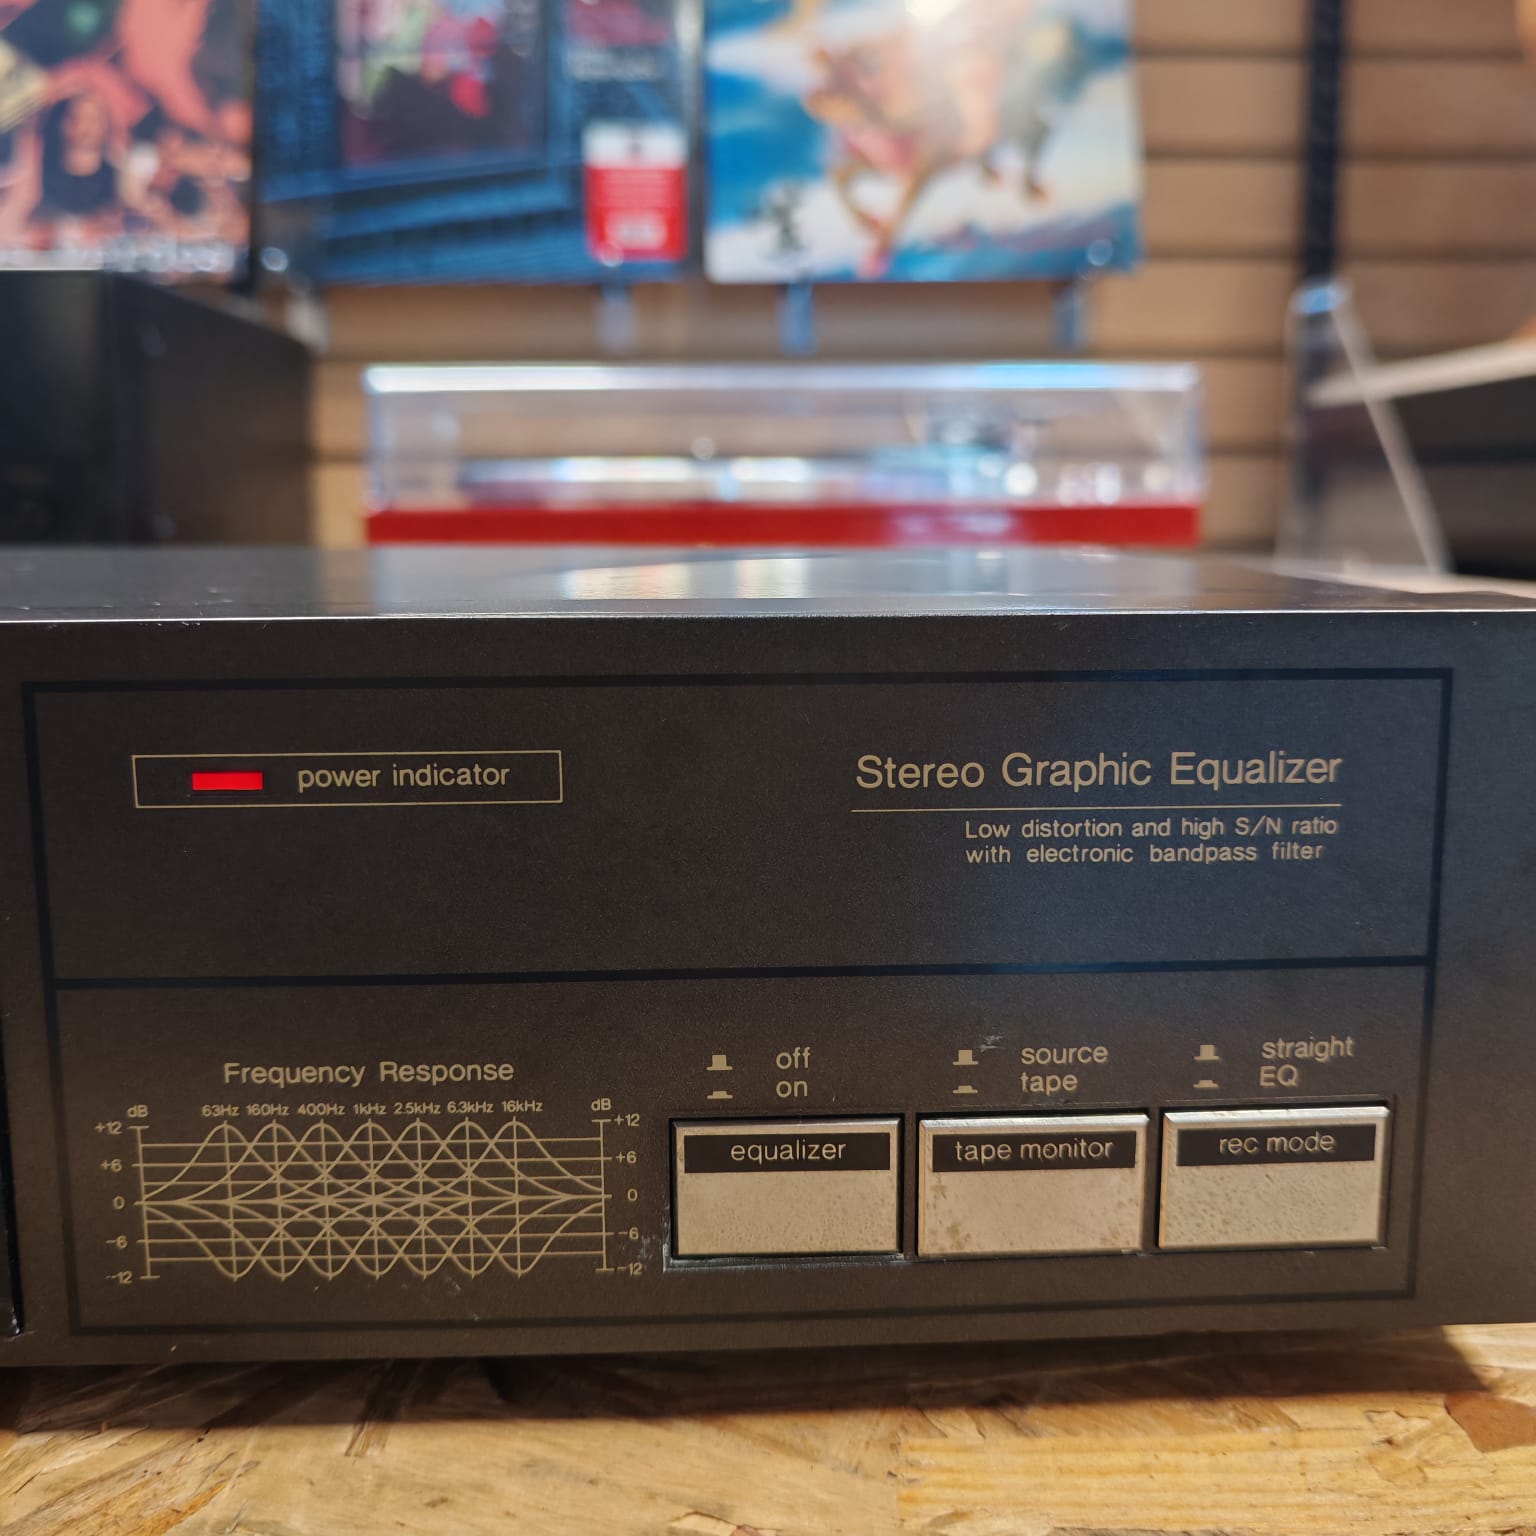 power indicator
Stereo Graphic Equalizer
Low distortion and high S/N ratio
with electronic bandpass filter
Frequency Response
dB 63Hz 160Hz 400Hz 1kHz 2.5kHz 6.3kHz 16kHz dB
+12 +12
+6 +6
0 0
-6 -6
-12 -12
off
on
equalizer
source
tape
tape monitor
straight
EQ
rec mode